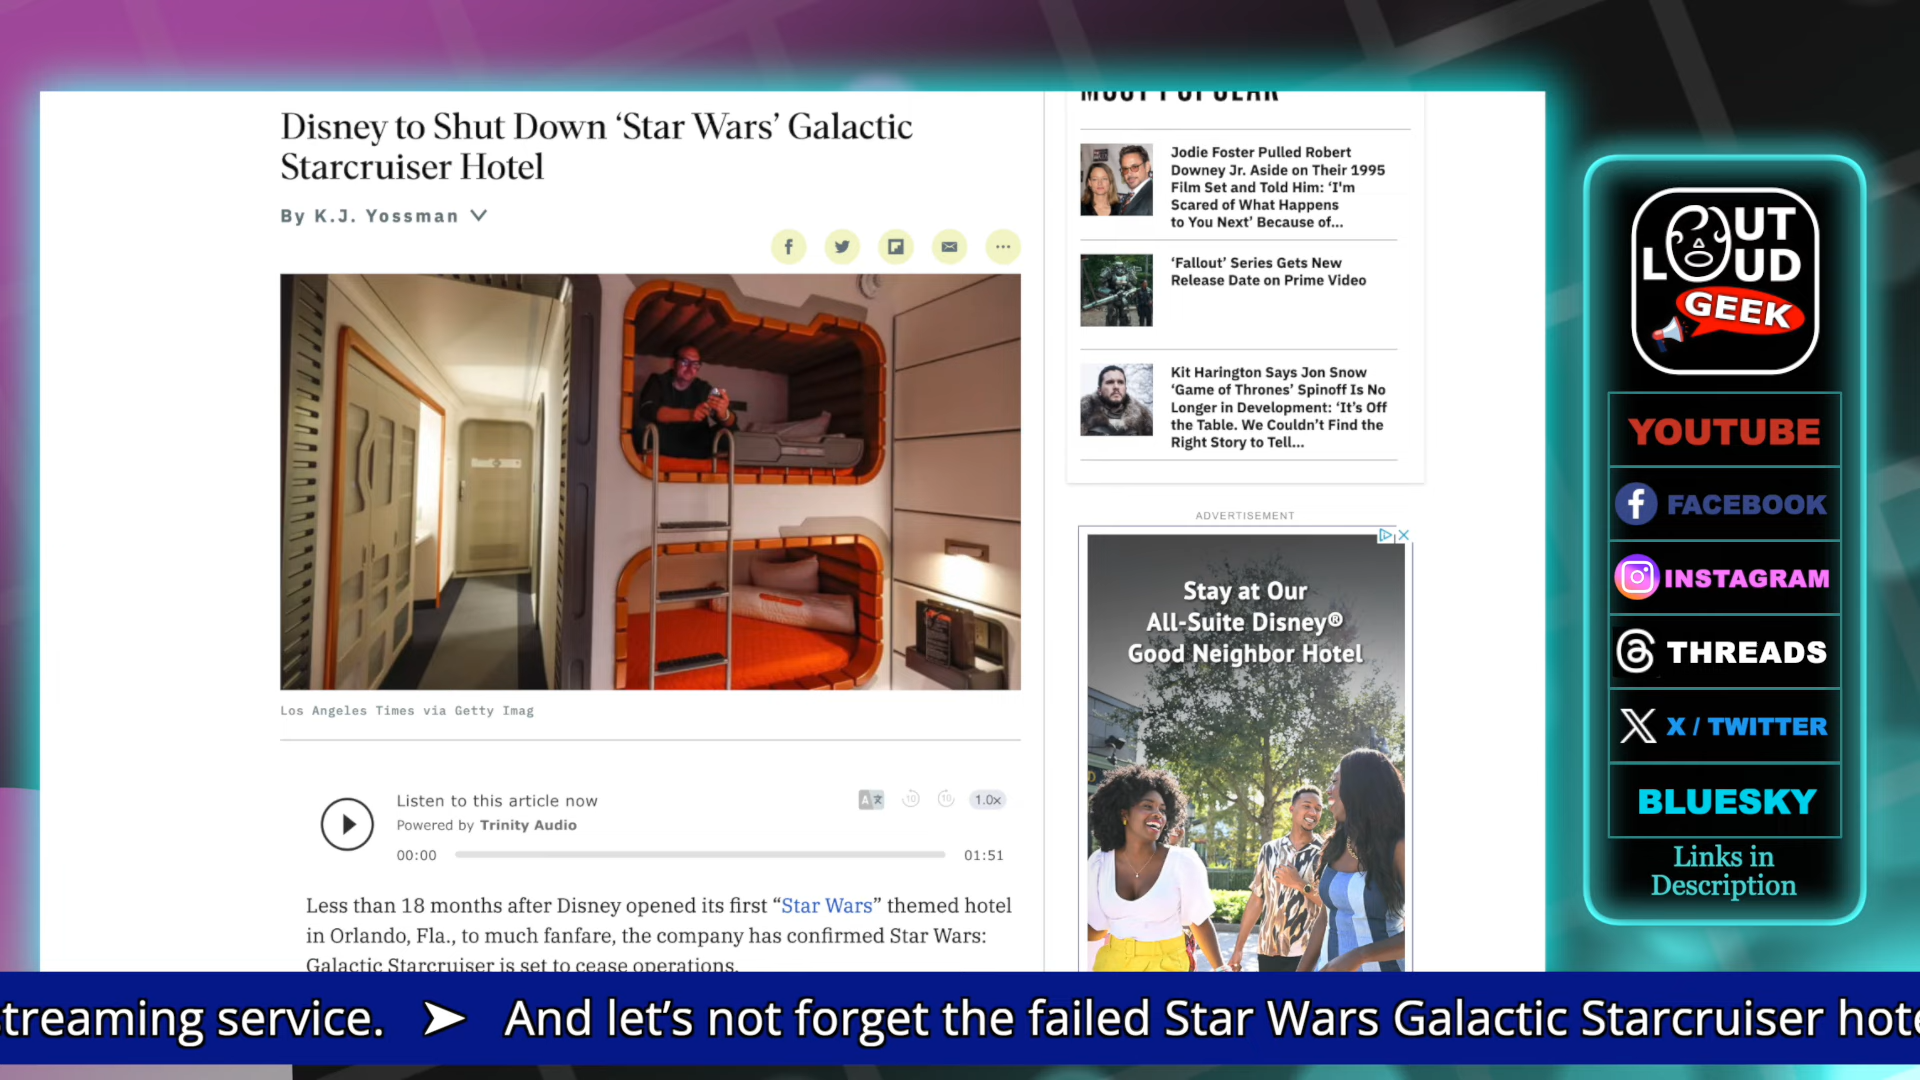 Disney to Shut Down ‘Star Wars’ Galactic
Starcruiser Hotel
By K.J. Yossman
Los Angeles Times via Getty Imag
Listen to this article now
Powered by Trinity Audio
10
10
1.0x
00:00
01:51
Less than 18 months after Disney opened its first “Star Wars” themed hotel
in Orlando, Fla., to much fanfare, the company has confirmed Star Wars:
Galactic Starcruiser is set to cease operations.
MOST POPULAR
Jodie Foster Pulled Robert
Downey Jr. Aside on Their 1995
Film Set and Told Him: ‘I'm
Scared of What Happens
to You Next’ Because of...
‘Fallout’ Series Gets New
Release Date on Prime Video
Kit Harington Says Jon Snow
‘Game of Thrones’ Spinoff Is No
Longer in Development: ‘It’s Off
the Table. We Couldn’t Find the
Right Story to Tell...
ADVERTISEMENT
Stay at Our
All-Suite Disney®
Good Neighbor Hotel
OUT
LOUD
GEEK
YOUTUBE
FACEBOOK
INSTAGRAM
THREADS
X / TWITTER
BLUESKY
Links in
Description
streaming service. ➤ And let’s not forget the failed Star Wars Galactic Starcruiser hote